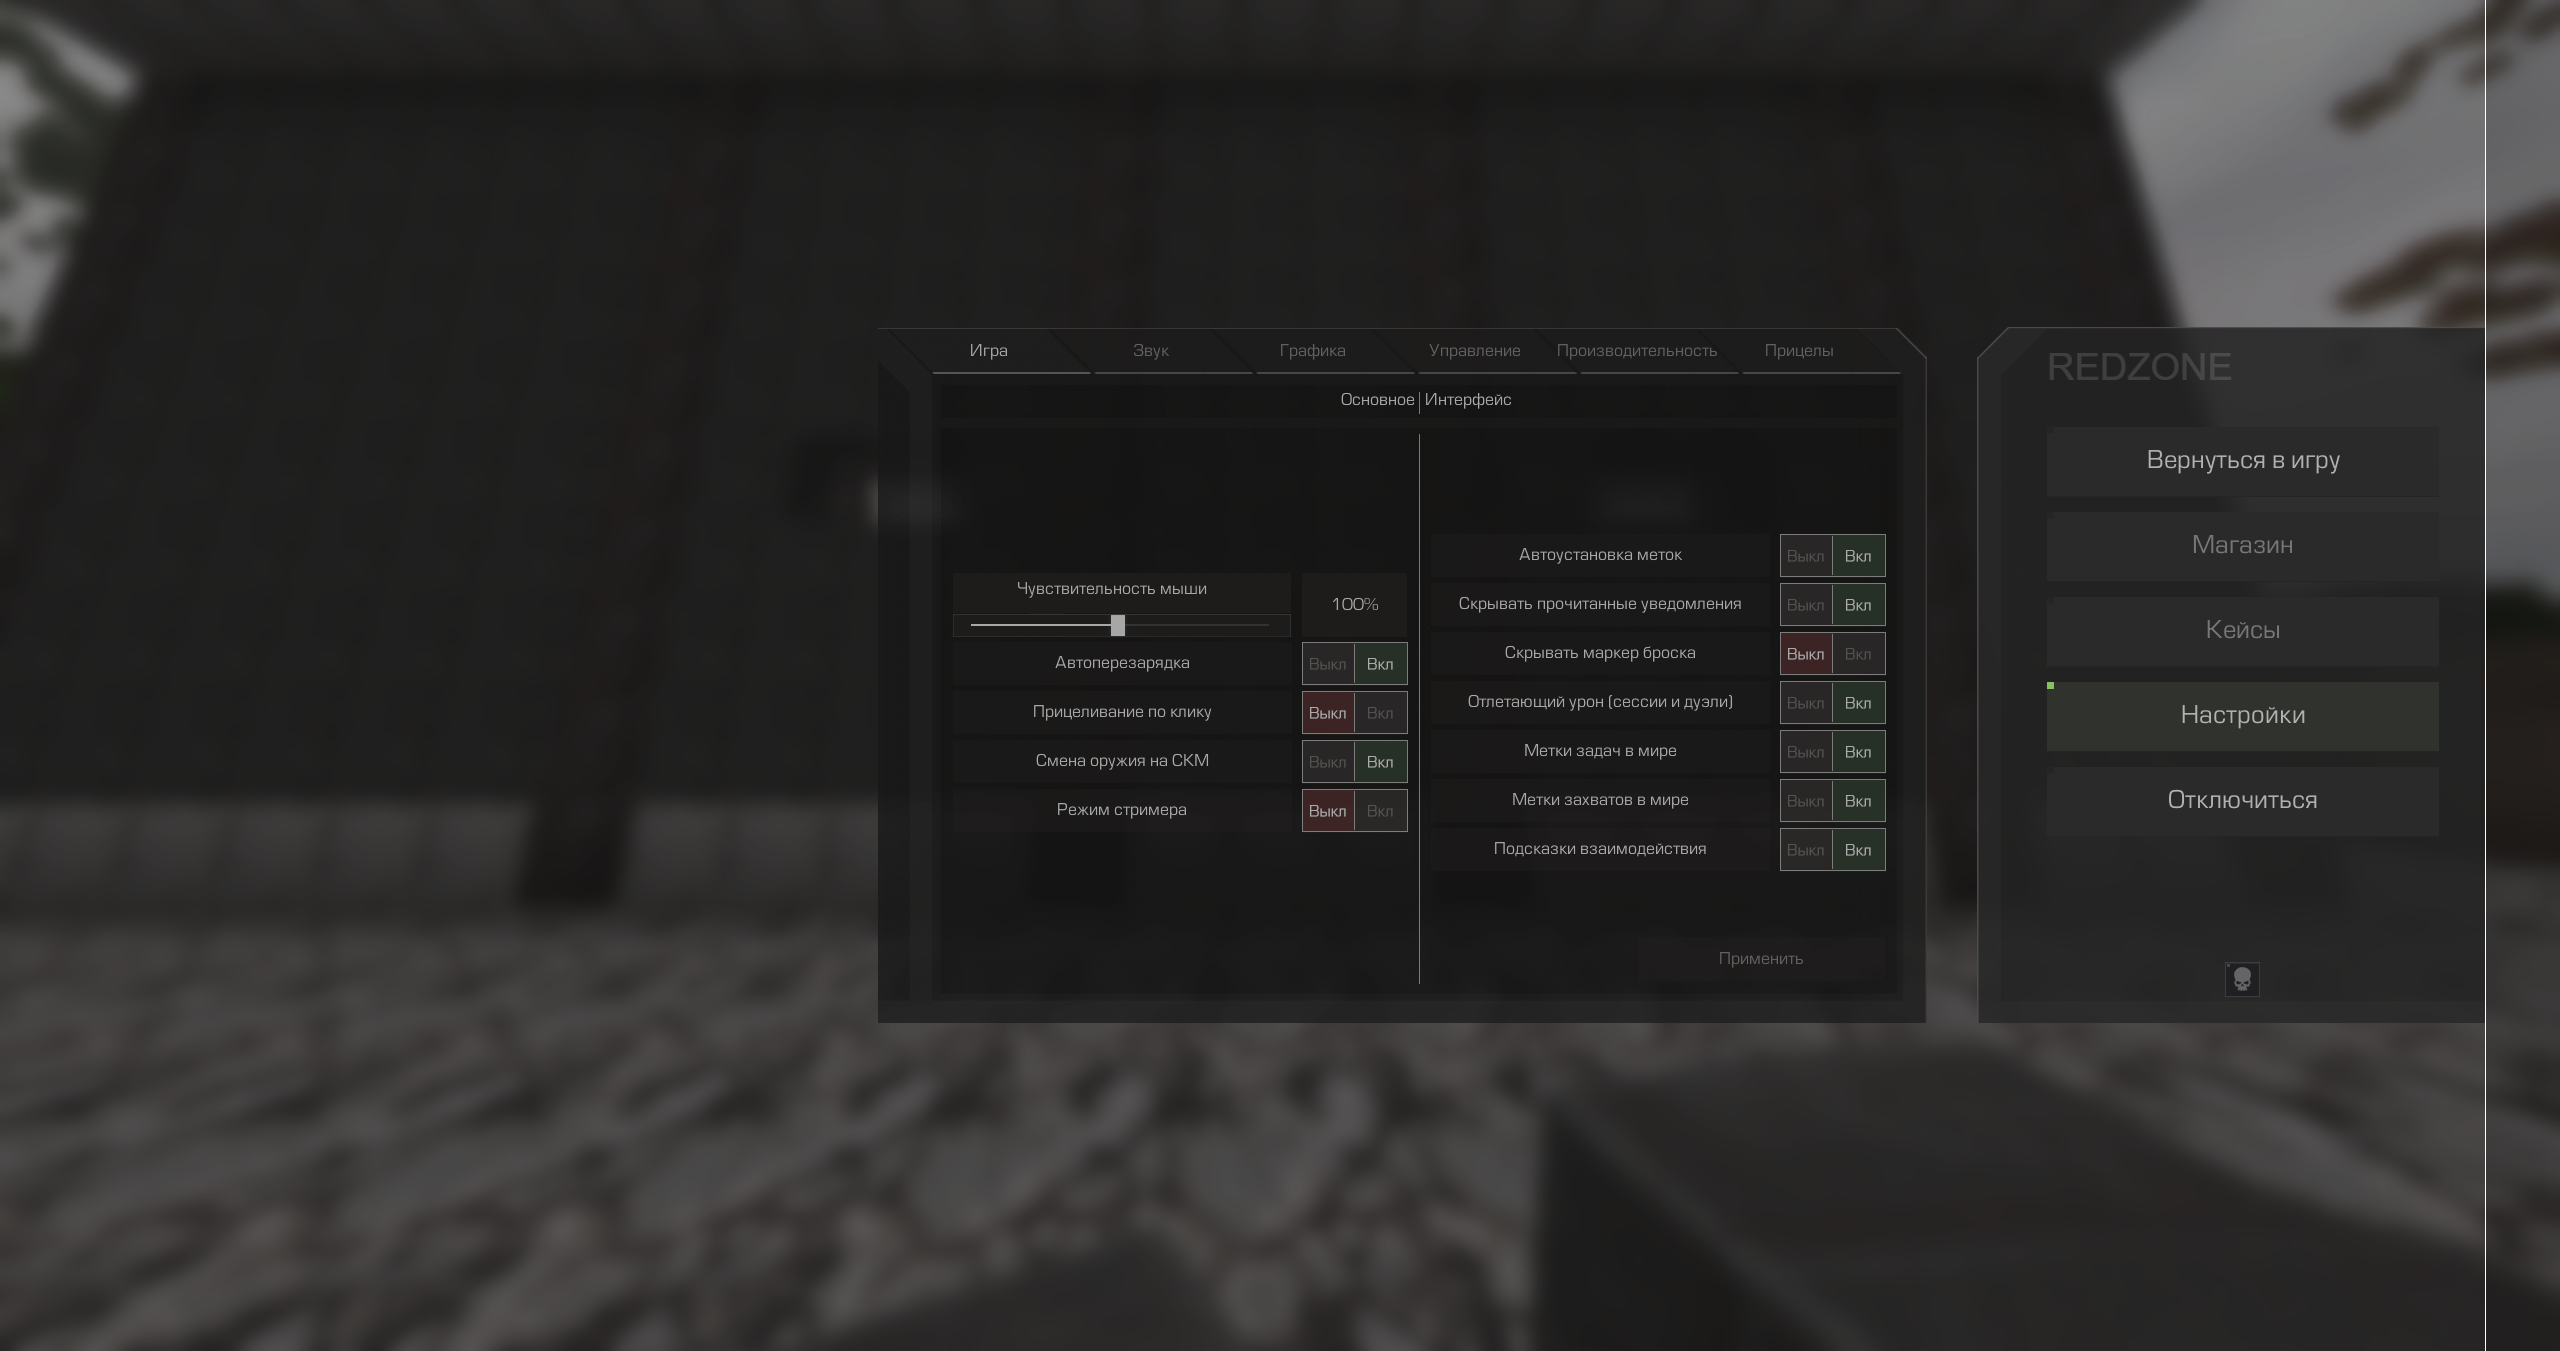 Игра Звук Графика Управление Производительность Прицелы
Основное | Интерфейс
Чувствительность мыши 100%
Автоперезарядка Выкл Вкл
Прицеливание по клику Выкл Вкл
Смена оружия на СКМ Выкл Вкл
Режим стримера Выкл Вкл
Автоустановка меток Выкл Вкл
Скрывать прочитанные уведомления Выкл Вкл
Скрывать маркер броска Выкл Вкл
Отлетающий урон (сессии и дуэли) Выкл Вкл
Метки задач в мире Выкл Вкл
Метки захватов в мире Выкл Вкл
Подсказки взаимодействия Выкл Вкл
Применить
REDZONE
Вернуться в игру
Магазин
Кейсы
Настройки
Отключиться